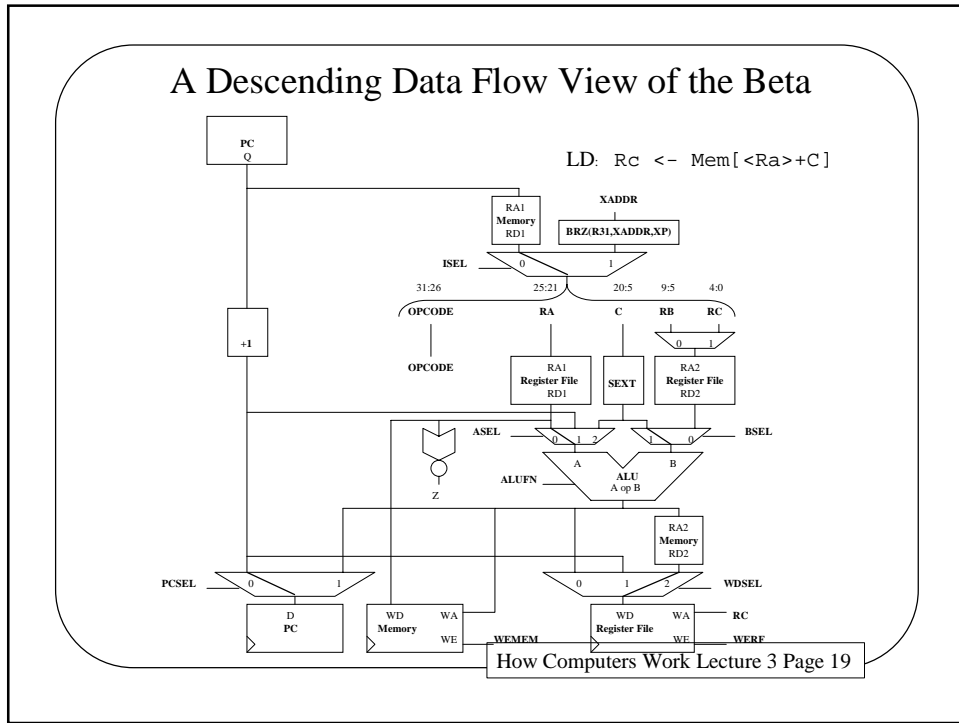 A Descending Data Flow View of the Beta
PC
Q
LD: Rc <- Mem[<Ra>+C]
XADDR
RA1
Memory
RD1
BRZ(R31,XADDR,XP)
ISEL
0 1
31:26 25:21 20:5 9:5 4:0
OPCODE RA C RB RC
+1
0 1
OPCODE
RA1
Register File
RD1
SEXT
RA2
Register File
RD2
ASEL
0 1 2
1 0
BSEL
A B
ALUFN
ALU
A op B
Z
RA2
Memory
RD2
PCSEL
0 1
0 1 2
WDSEL
D
PC
WD WA
Memory
WE
WEMEM
WD WA
Register File
WE
RC
WERF
How Computers Work Lecture 3 Page 19